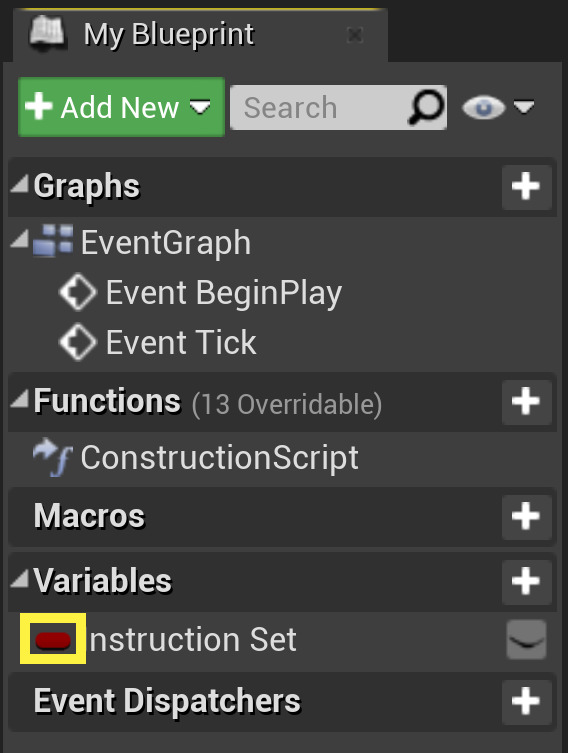 My Blueprint
Add New Search
Graphs
EventGraph
Event BeginPlay
Event Tick
Functions (13 Overridable)
ConstructionScript
Macros
Variables
nstruction Set
Event Dispatchers